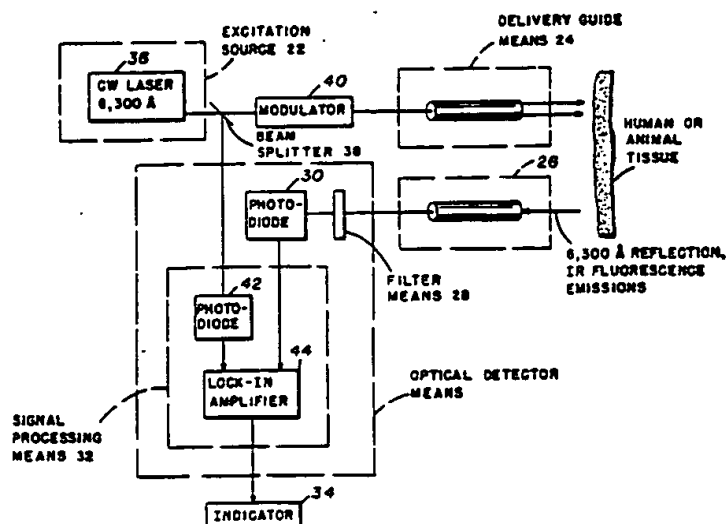 EXCITATION
SOURCE 22
DELIVERY GUIDE
MEANS 24
36
CW LASER
6,300 Å
40
MODULATOR
BEAM
SPLITTER 38
HUMAN OR
ANIMAL
TISSUE
30
PHOTO-
DIODE
26
6,300 Å REFLECTION,
IR FLUORESCENCE
EMISSIONS
FILTER
MEANS 28
42
PHOTO-
DIODE
44
LOCK-IN
AMPLIFIER
OPTICAL DETECTOR
MEANS
SIGNAL
PROCESSING
MEANS 32
34
INDICATOR